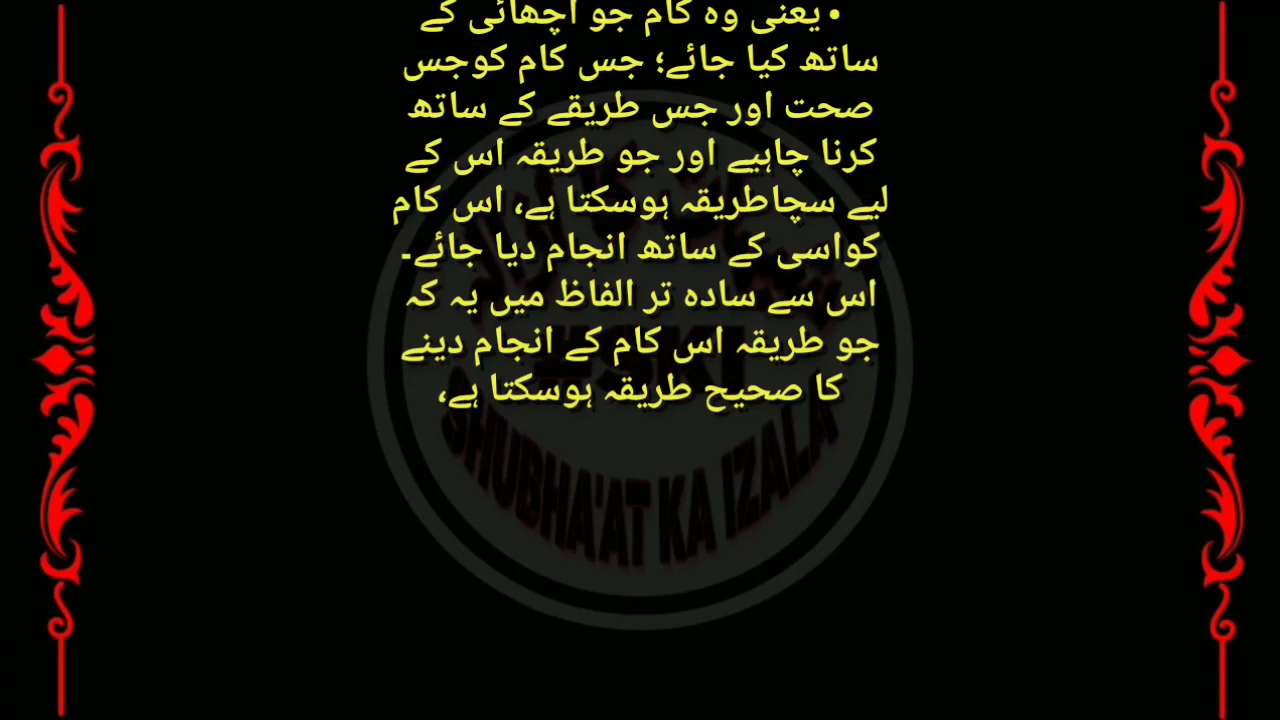 • یعنی وہ کام جو اچھائی کے
ساتھ کیا جائے؛ جس کام کوجس
صحت اور جس طریقے کے ساتھ
کرنا چاہیے اور جو طریقہ اس کے
لیے سچاطریقہ ہوسکتا ہے، اس کام
کواسی کے ساتھ انجام دیا جائے۔
اس سے سادہ تر الفاظ میں یہ کہ
جو طریقہ اس کام کے انجام دینے
کا صحیح طریقہ ہوسکتا ہے،
SHUBHA'AT KA IZALA